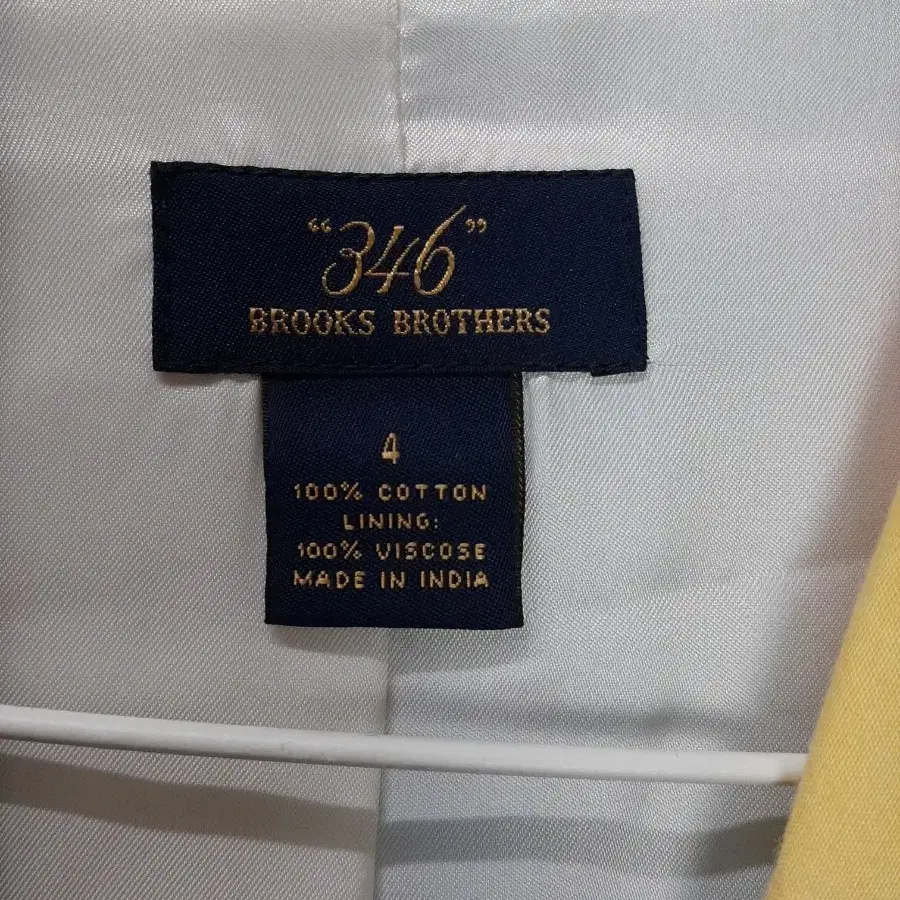 “346”
BROOKS BROTHERS
4
100% COTTON
LINING:
100% VISCOSE
MADE IN INDIA